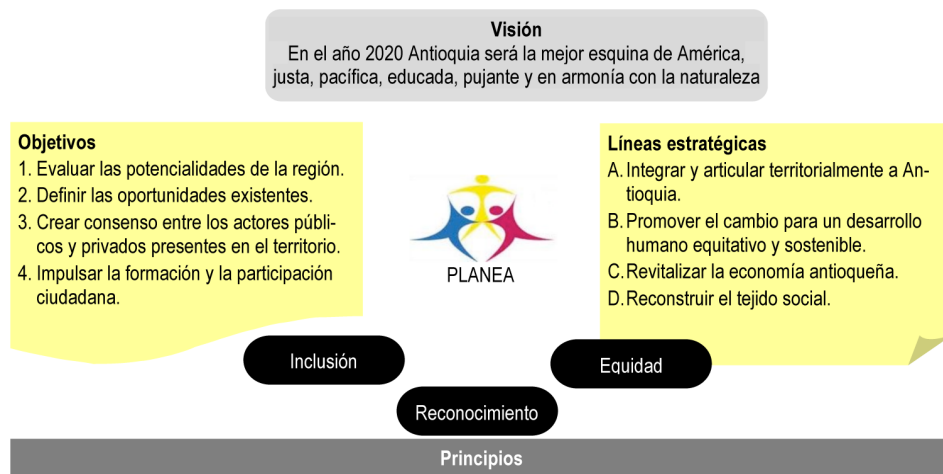 Visión
En el año 2020 Antioquia será la mejor esquina de América,
justa, pacífica, educada, pujante y en armonía con la naturaleza
Objetivos
1. Evaluar las potencialidades de la región.
2. Definir las oportunidades existentes.
3. Crear consenso entre los actores públi-
cos y privados presentes en el territorio.
4. Impulsar la formación y la participación
ciudadana.
PLANEA
Líneas estratégicas
A. Integrar y articular territorialmente a An-
tioquia.
B. Promover el cambio para un desarrollo
humano equitativo y sostenible.
C. Revitalizar la economía antioqueña.
D. Reconstruir el tejido social.
Inclusión
Equidad
Reconocimiento
Principios